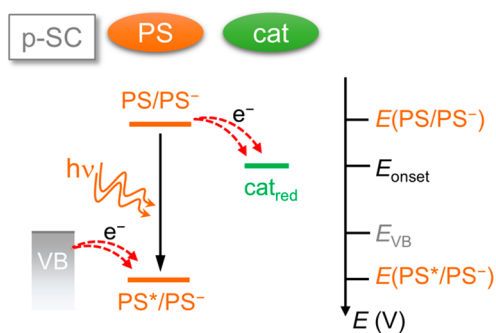 p-SC
PS
cat
PS/PS⁻
e⁻
hν
cat_red
VB
e⁻
PS*/PS⁻
E(PS/PS⁻)
E_onset
E_VB
E(PS*/PS⁻)
E (V)